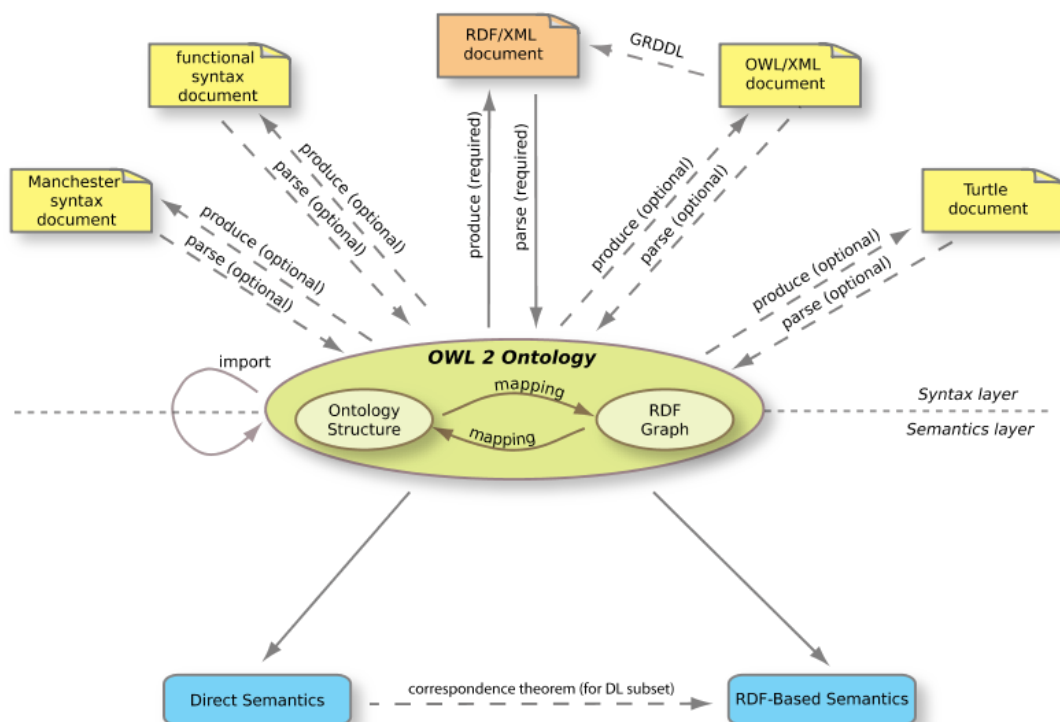 RDF/XML
document
GRDDL
functional
syntax
document
OWL/XML
document
Manchester
syntax
document
Turtle
document
produce (optional)
parse (optional)
produce (optional)
parse (optional)
produce (required)
parse (required)
produce (optional)
parse (optional)
produce (optional)
parse (optional)
import
OWL 2 Ontology
mapping
Ontology
Structure
RDF
Graph
mapping
Syntax layer
Semantics layer
Direct Semantics
correspondence theorem (for DL subset)
RDF-Based Semantics